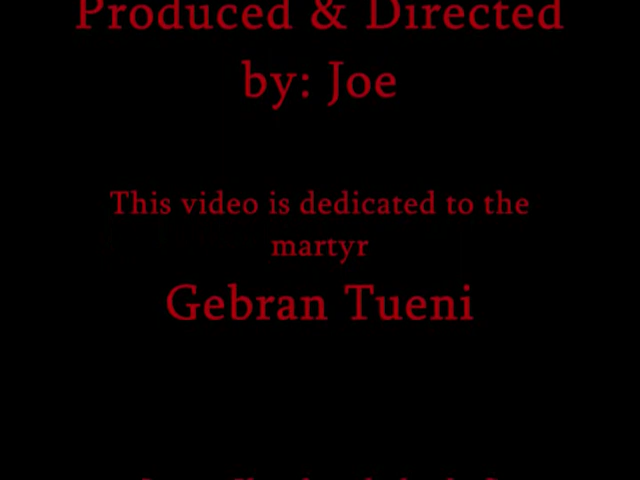 Produced & Directed
by: Joe
This video is dedicated to the
martyr
Gebran Tueni